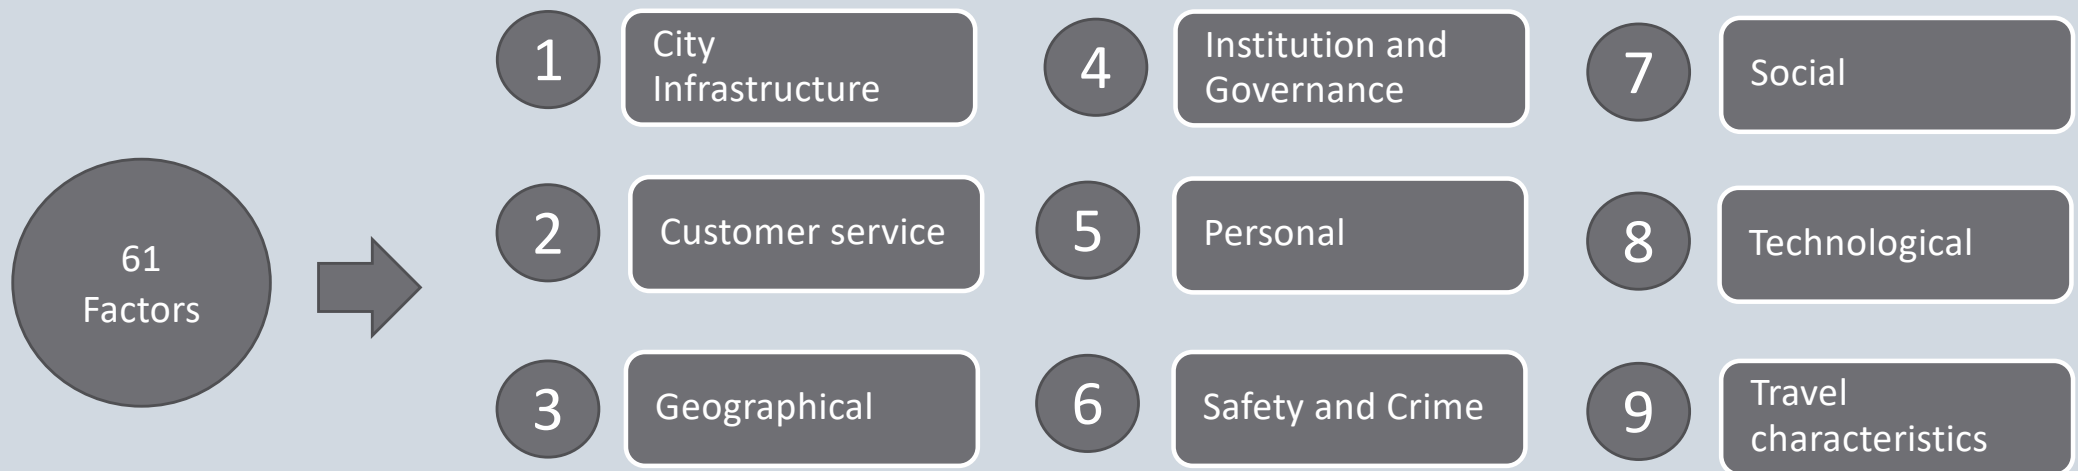 61
Factors
1
City
Infrastructure
2
Customer service
3
Geographical
4
Institution and
Governance
5
Personal
6
Safety and Crime
7
Social
8
Technological
9
Travel
characteristics